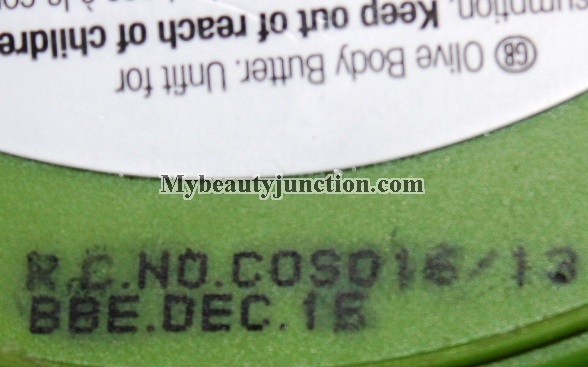 GB Olive Body Butter. Unfit for
sumption. Keep out of reach of childre
Mybeautyjunction.com
R.C.NO.COS016/13
BBE.DEC.15